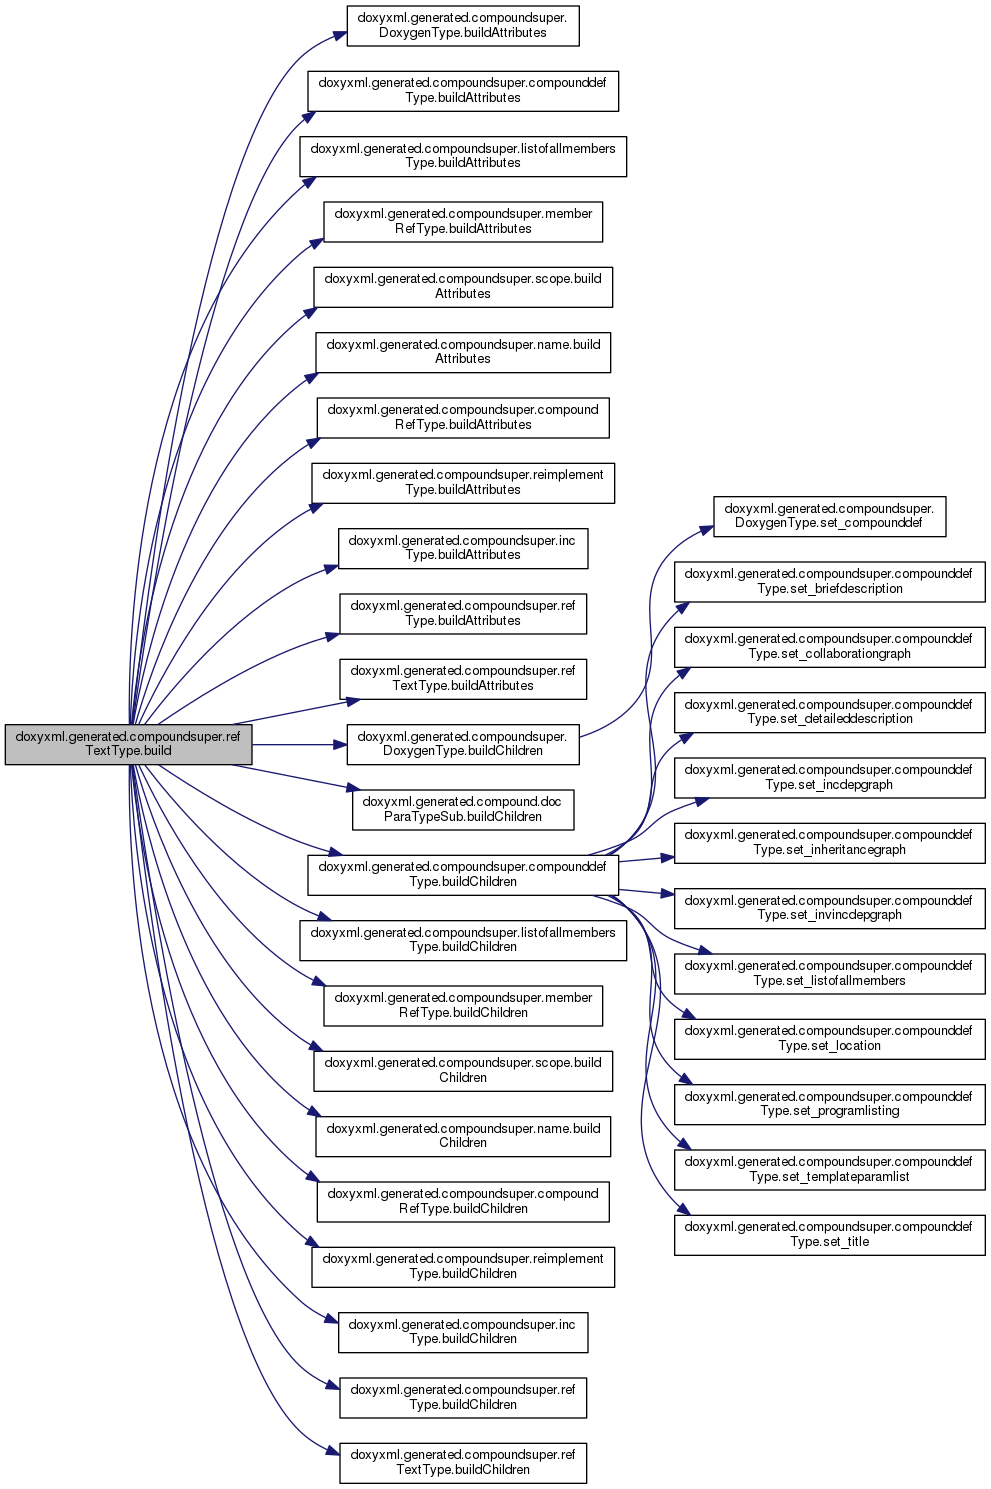 doxyxml.generated.compoundsuper.ref
TextType.build
doxyxml.generated.compoundsuper.
DoxygenType.buildAttributes
doxyxml.generated.compoundsuper.compounddef
Type.buildAttributes
doxyxml.generated.compoundsuper.listofallmembers
Type.buildAttributes
doxyxml.generated.compoundsuper.member
RefType.buildAttributes
doxyxml.generated.compoundsuper.scope.build
Attributes
doxyxml.generated.compoundsuper.name.build
Attributes
doxyxml.generated.compoundsuper.compound
RefType.buildAttributes
doxyxml.generated.compoundsuper.reimplement
Type.buildAttributes
doxyxml.generated.compoundsuper.inc
Type.buildAttributes
doxyxml.generated.compoundsuper.ref
Type.buildAttributes
doxyxml.generated.compoundsuper.ref
TextType.buildAttributes
doxyxml.generated.compoundsuper.
DoxygenType.buildChildren
doxyxml.generated.compound.doc
ParaTypeSub.buildChildren
doxyxml.generated.compoundsuper.compounddef
Type.buildChildren
doxyxml.generated.compoundsuper.listofallmembers
Type.buildChildren
doxyxml.generated.compoundsuper.member
RefType.buildChildren
doxyxml.generated.compoundsuper.scope.build
Children
doxyxml.generated.compoundsuper.name.build
Children
doxyxml.generated.compoundsuper.compound
RefType.buildChildren
doxyxml.generated.compoundsuper.reimplement
Type.buildChildren
doxyxml.generated.compoundsuper.inc
Type.buildChildren
doxyxml.generated.compoundsuper.ref
Type.buildChildren
doxyxml.generated.compoundsuper.ref
TextType.buildChildren
doxyxml.generated.compoundsuper.
DoxygenType.set_compounddef
doxyxml.generated.compoundsuper.compounddef
Type.set_briefdescription
doxyxml.generated.compoundsuper.compounddef
Type.set_collaborationgraph
doxyxml.generated.compoundsuper.compounddef
Type.set_detaileddescription
doxyxml.generated.compoundsuper.compounddef
Type.set_incdepgraph
doxyxml.generated.compoundsuper.compounddef
Type.set_inheritancegraph
doxyxml.generated.compoundsuper.compounddef
Type.set_invincdepgraph
doxyxml.generated.compoundsuper.compounddef
Type.set_listofallmembers
doxyxml.generated.compoundsuper.compounddef
Type.set_location
doxyxml.generated.compoundsuper.compounddef
Type.set_programlisting
doxyxml.generated.compoundsuper.compounddef
Type.set_templateparamlist
doxyxml.generated.compoundsuper.compounddef
Type.set_title